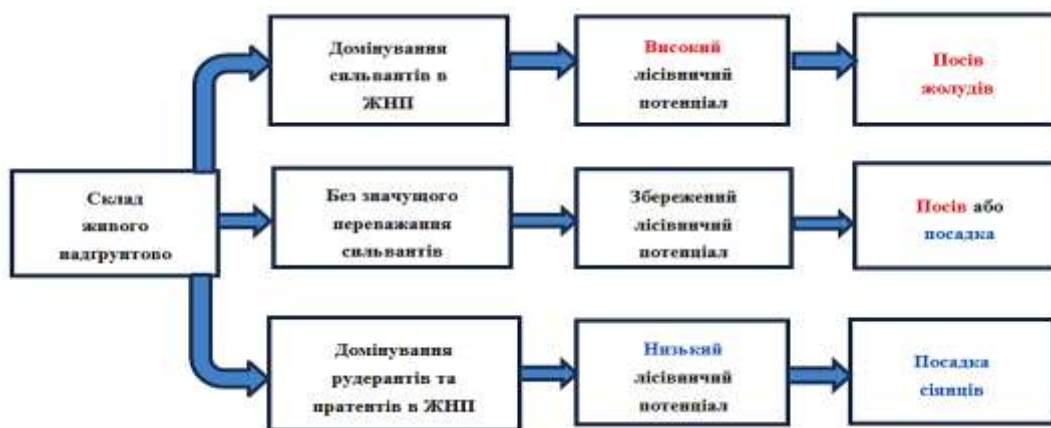 Домінування
сильвантів в
ЖНП
Високий
лісівничий
потенціал
Посів
жолудів
Склад
живого
надґрунтово
Без значущого
переважання
сильвантів
Збережений
лісівничий
потенціал
Посів або
посадка
Домінування
рудерантів та
пратентів в ЖНП
Низький
лісівничий
потенціал
Посадка
сіянців